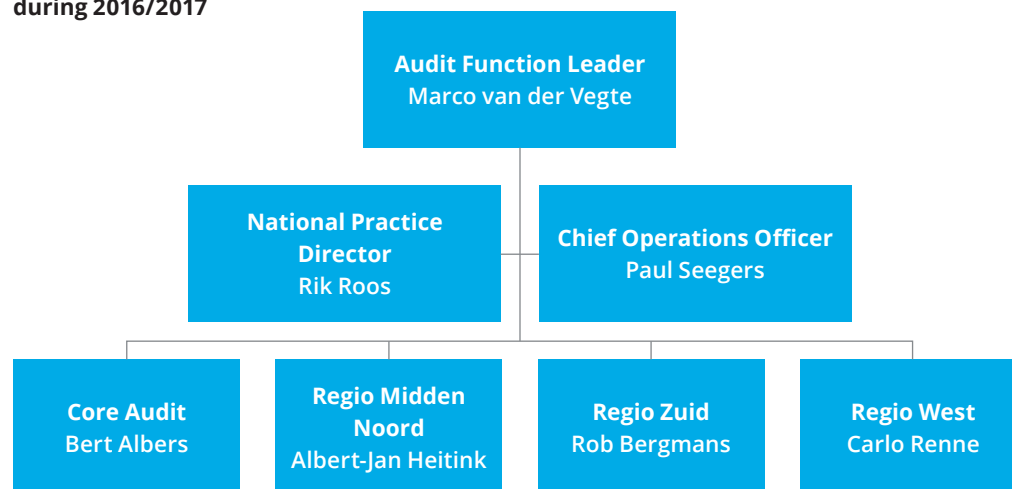 during 2016/2017
Audit Function Leader
Marco van der Vegte
National Practice
Director
Rik Roos
Chief Operations Officer
Paul Seegers
Core Audit
Bert Albers
Regio Midden
Noord
Albert-Jan Heitink
Regio Zuid
Rob Bergmans
Regio West
Carlo Renne